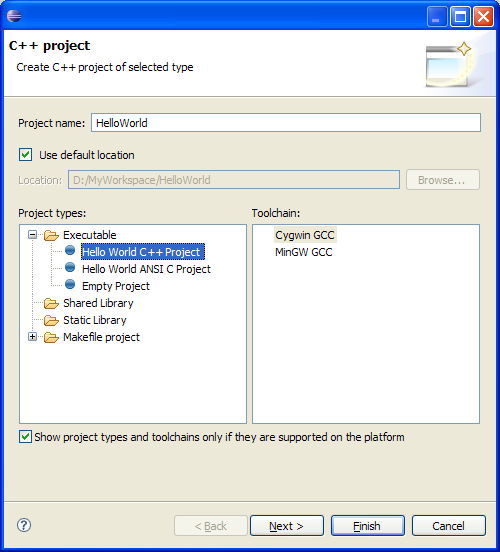 C++ project
Create C++ project of selected type
Project name: HelloWorld
Use default location
Location: D:/MyWorkspace/HelloWorld Browse...
Project types: Toolchain:
Executable Cygwin GCC
Hello World C++ Project MinGW GCC
Hello World ANSI C Project
Empty Project
Shared Library
Static Library
Makefile project
Show project types and toolchains only if they are supported on the platform
? < Back Next > Finish Cancel